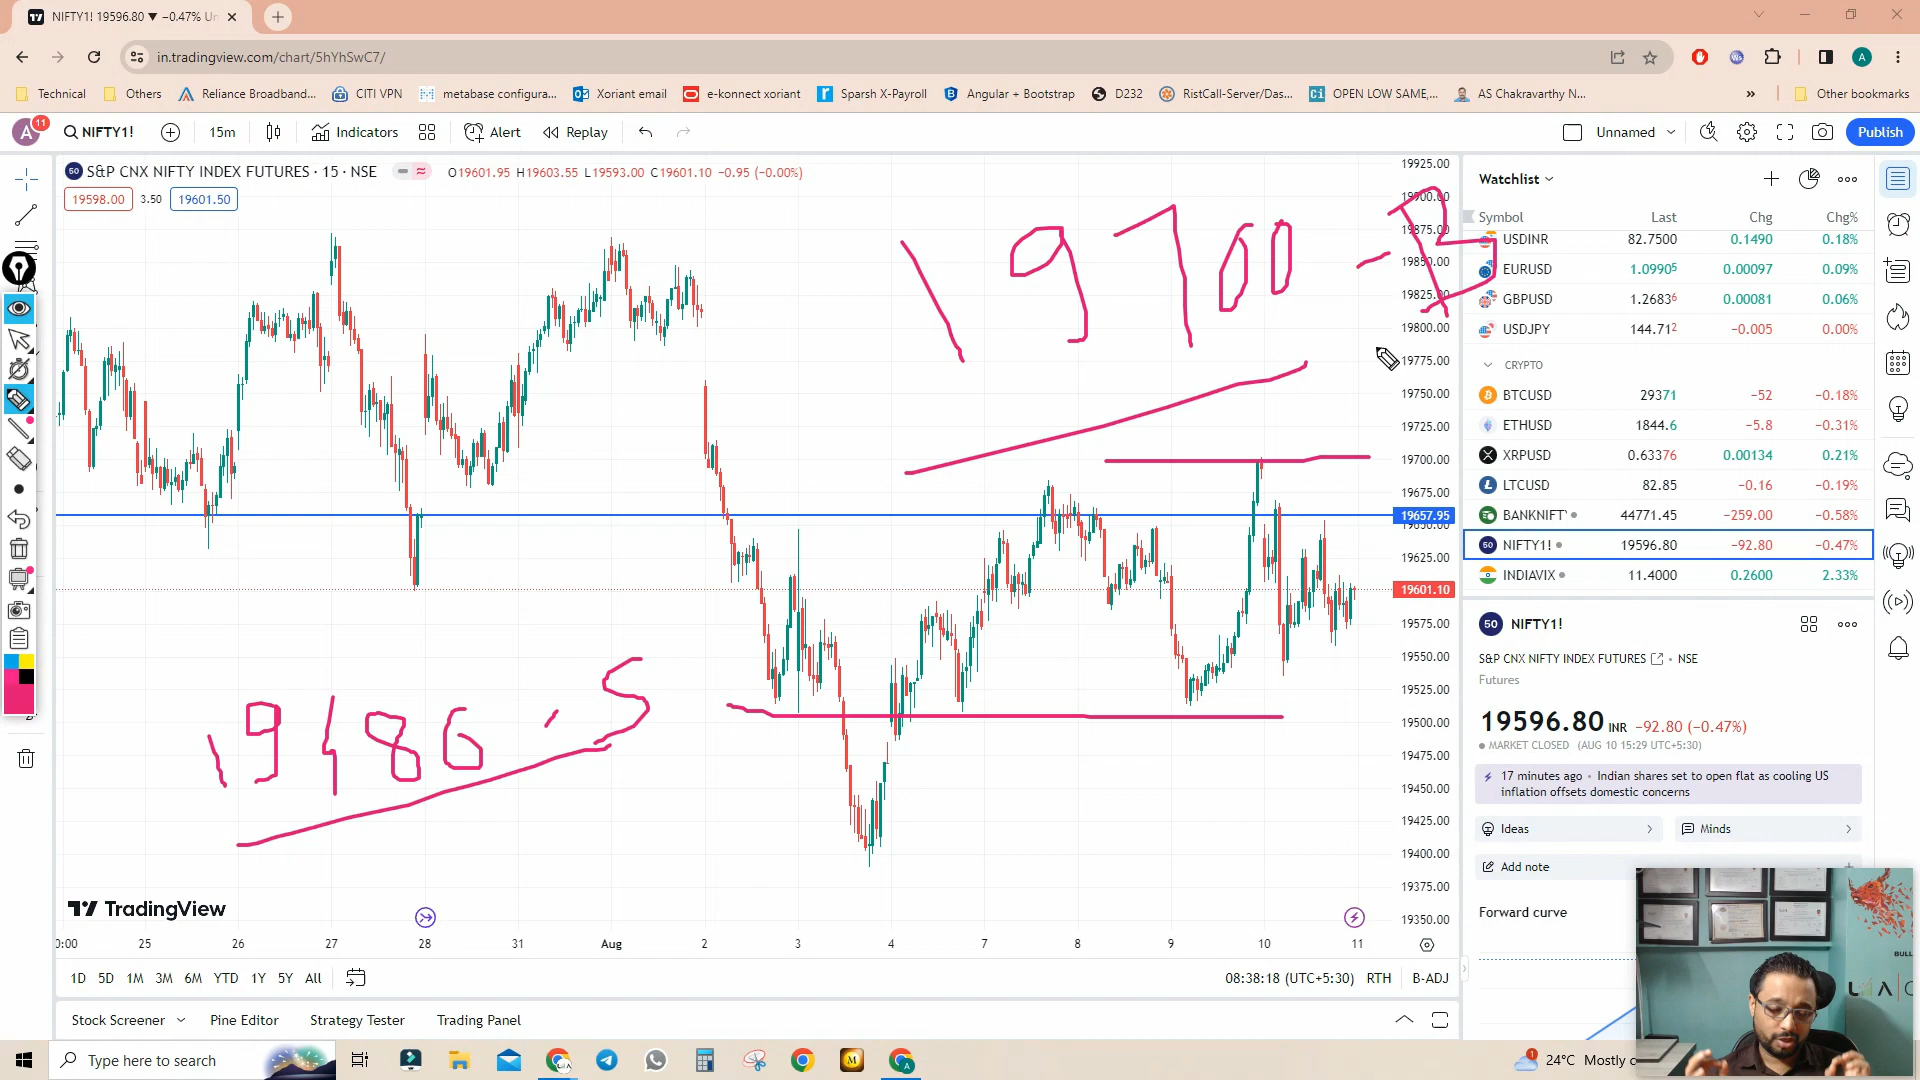 NIFTY1! 19596.80 ▼ −0.47% Un
in.tradingview.com/chart/5hYhSwC7/
Technical Others Reliance Broadband... CITI VPN metabase configura... Xoriant email e-konnect xoriant Sparsh X-Payroll Angular + Bootstrap D232 RistCall-Server/Das... OPEN LOW SAME,... AS Chakravarthy N... » Other bookmarks
A 11 NIFTY1! 15m Indicators Alert Replay Unnamed Publish
S&P CNX NIFTY INDEX FUTURES · 15 · NSE O19601.95 H19603.55 L19593.00 C19601.10 −0.95 (−0.00%)
19598.00 3.50 19601.50
19700 - B
19486 - S
19925.00
19900.00
19875.00
19850.00
19825.00
19800.00
19775.00
19750.00
19725.00
19700.00
19675.00
19657.95
19650.00
19625.00
19601.10
19575.00
19550.00
19525.00
19500.00
19475.00
19450.00
19425.00
19400.00
19375.00
19350.00
TradingView
25 26 27 28 31 Aug 2 3 4 7 8 9 10 11
1D 5D 1M 3M 6M YTD 1Y 5Y All 08:38:18 (UTC+5:30) RTH B-ADJ
Stock Screener Pine Editor Strategy Tester Trading Panel
Watchlist
Symbol Last Chg Chg%
USDINR 82.7500 0.1490 0.18%
EURUSD 1.09905 0.00097 0.09%
GBPUSD 1.26836 0.00081 0.06%
USDJPY 144.712 −0.005 0.00%
CRYPTO
BTCUSD 29371 −52 −0.18%
ETHUSD 1844.6 −5.8 −0.31%
XRPUSD 0.63376 0.00134 0.21%
LTCUSD 82.85 −0.16 −0.19%
BANKNIFT 44771.45 −259.00 −0.58%
50 NIFTY1! 19596.80 −92.80 −0.47%
INDIAVIX 11.4000 0.2600 2.33%
50 NIFTY1!
S&P CNX NIFTY INDEX FUTURES • NSE
Futures
19596.80 INR −92.80 (−0.47%)
MARKET CLOSED (AUG 10 15:29 UTC+5:30)
17 minutes ago • Indian shares set to open flat as cooling US
inflation offsets domestic concerns
Ideas Minds
Add note
Forward curve
BULL
Type here to search 24°C Mostly c